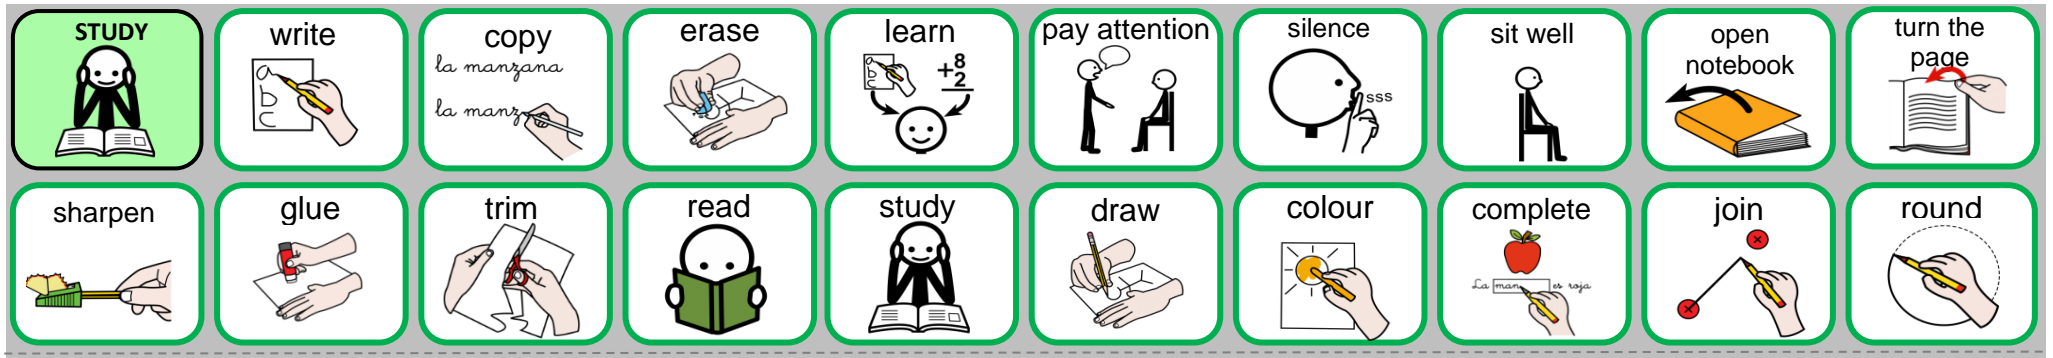 STUDY
write
a
b
c
copy
la manzana
la manz
erase
learn
a
b
c
+8
2
pay attention
silence
sss
sit well
open
notebook
turn the
page
sharpen
glue
trim
read
study
draw
colour
complete
La man es roja
join
round